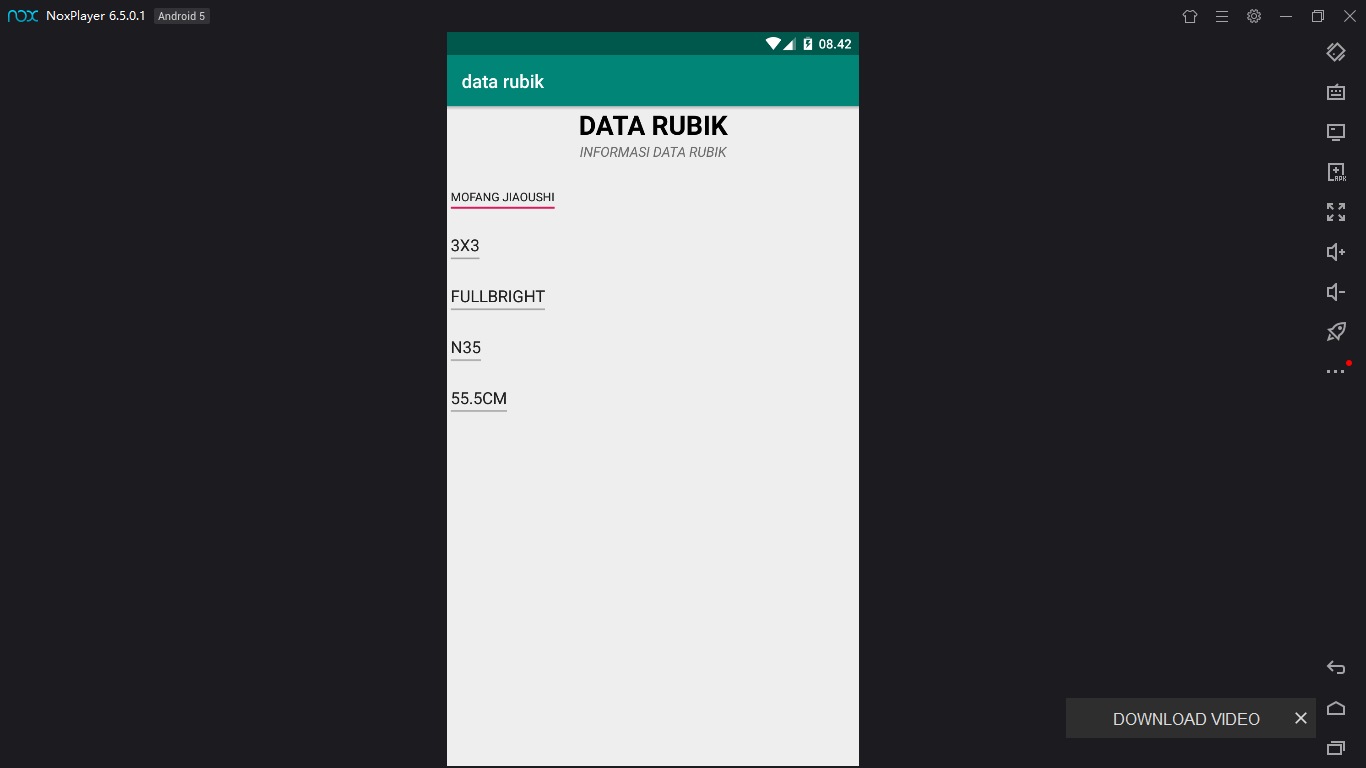 nox NoxPlayer 6.5.0.1 Android 5
08.42
data rubik
DATA RUBIK
INFORMASI DATA RUBIK
MOFANG JIAOUSHI
3X3
FULLBRIGHT
N35
55.5CM
APK
DOWNLOAD VIDEO